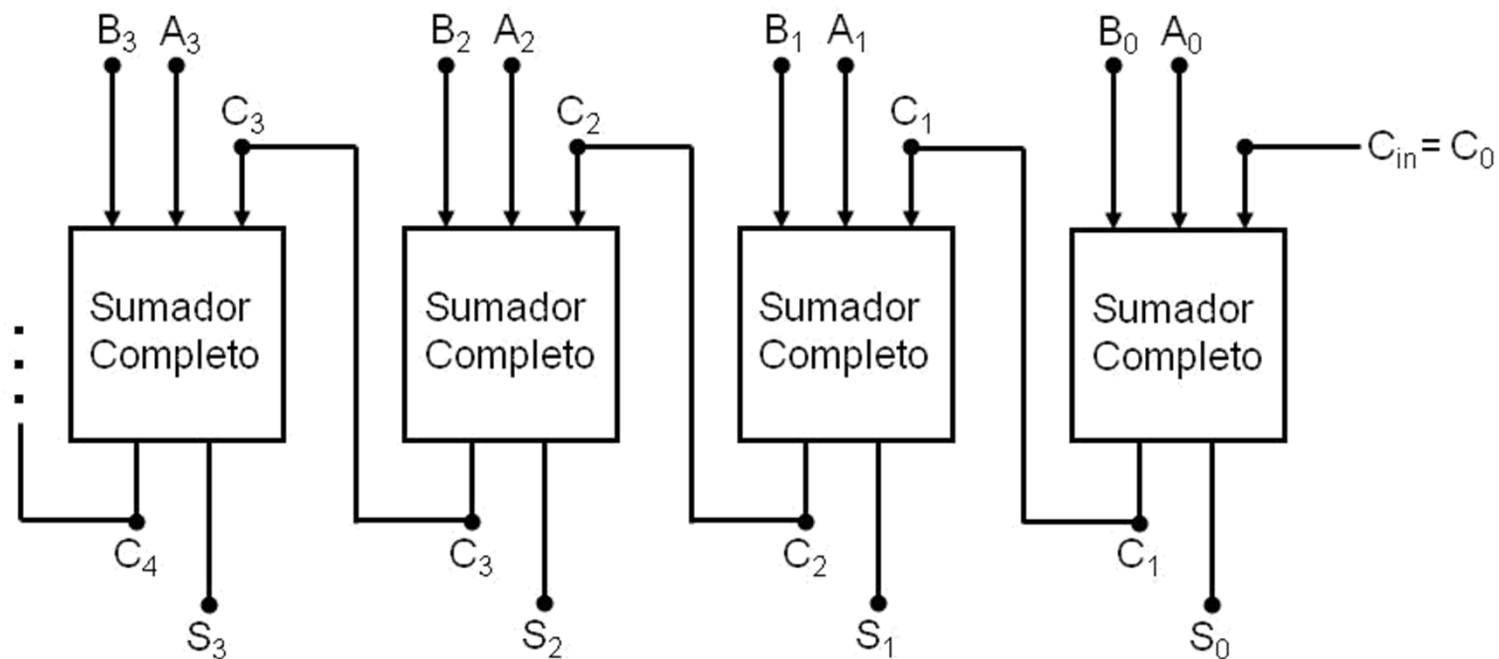 B₃ A₃ B₂ A₂ B₁ A₁ B₀ A₀
C₃ C₂ C₁ C_in = C₀
Sumador Sumador Sumador Sumador
Completo Completo Completo Completo
C₄ C₃ C₂ C₁
S₃ S₂ S₁ S₀